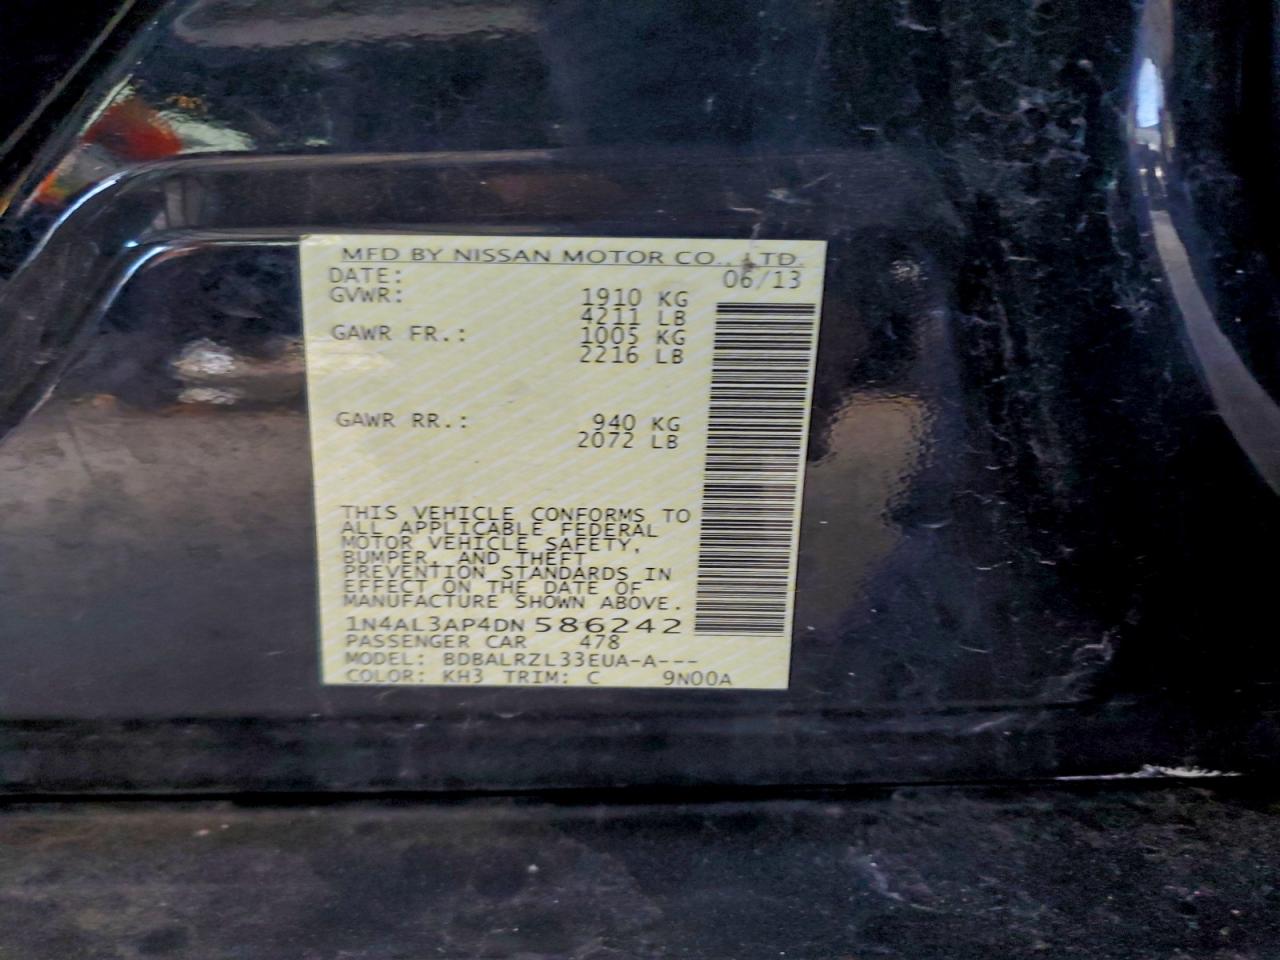 MFD BY NISSAN MOTOR CO., LTD.
DATE: 06/13
GVWR: 1910 KG
4211 LB
GAWR FR.: 1005 KG
2216 LB
GAWR RR.: 940 KG
2072 LB
THIS VEHICLE CONFORMS TO
ALL APPLICABLE FEDERAL
MOTOR VEHICLE SAFETY,
BUMPER, AND THEFT
PREVENTION STANDARDS IN
EFFECT ON THE DATE OF
MANUFACTURE SHOWN ABOVE.
1N4AL3AP4DN586242
PASSENGER CAR 478
MODEL: BDBALRZL33EUA-A---
COLOR: KH3 TRIM: C 9N00A